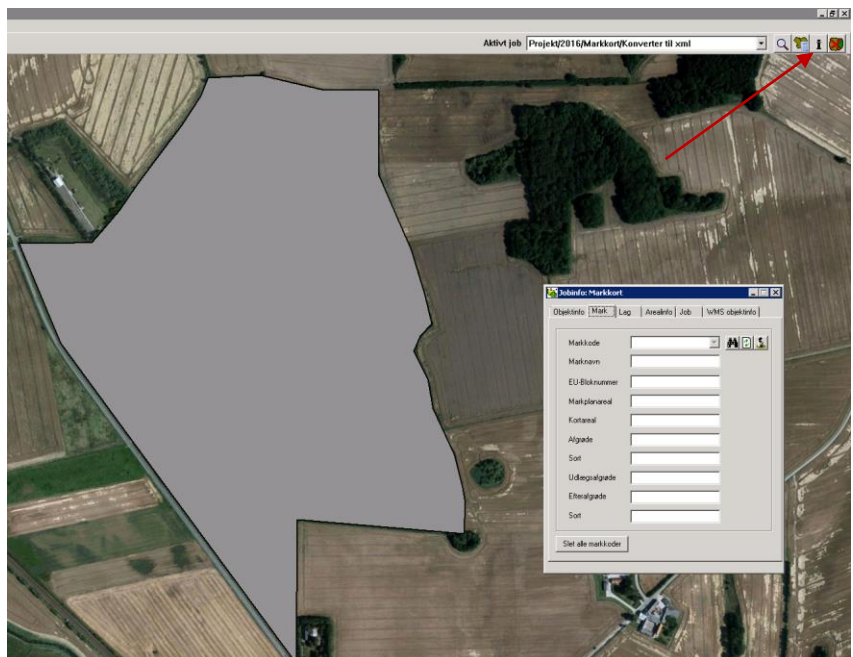 Aktivt job Projekt/2016/Markkort/Konverter til xml
i
Jobinfo: Markkort
Objektinfo Mark Lag Arealinfo Job WMS objektinfo
Markkode
Marknavn
EU-Bloknummer
Markplanareal
Kortareal
Afgrøde
Sort
Udlægsafgrøde
Efterafgrøde
Sort
Slet alle markkoder